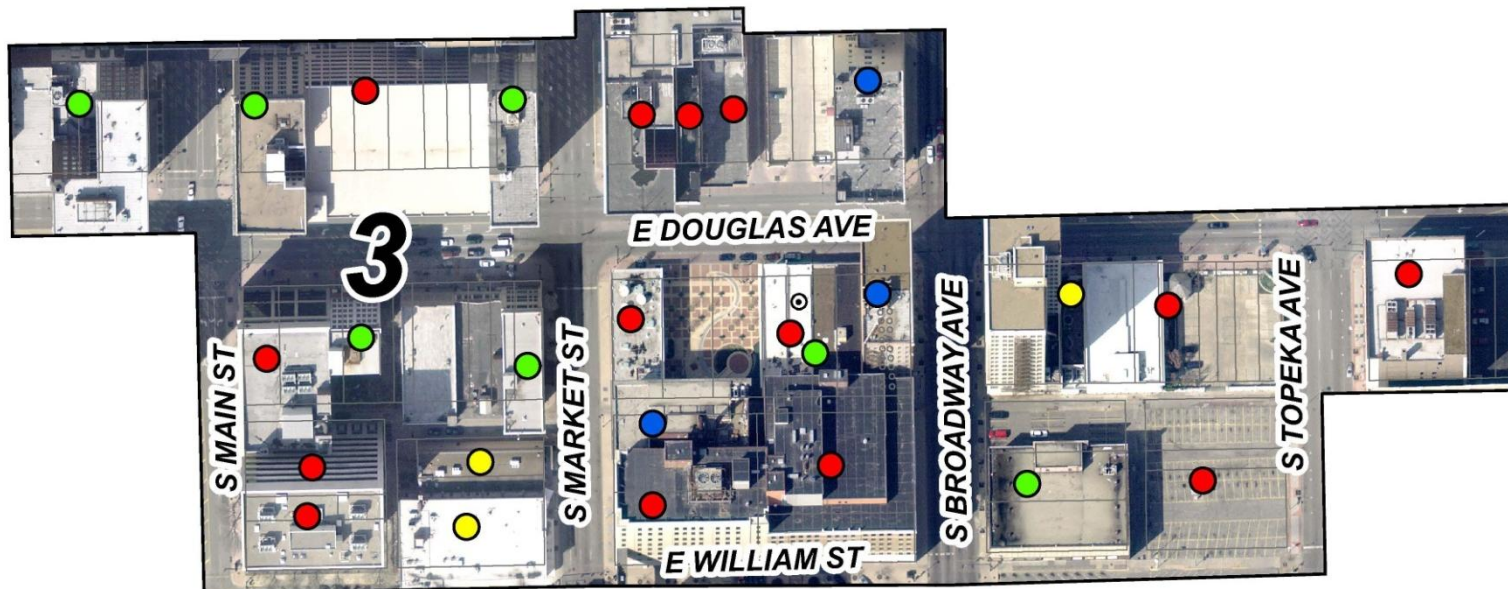 E DOUGLAS AVE
3
S MAIN ST
S MARKET ST
S BROADWAY AVE
S TOPEKA AVE
E WILLIAM ST